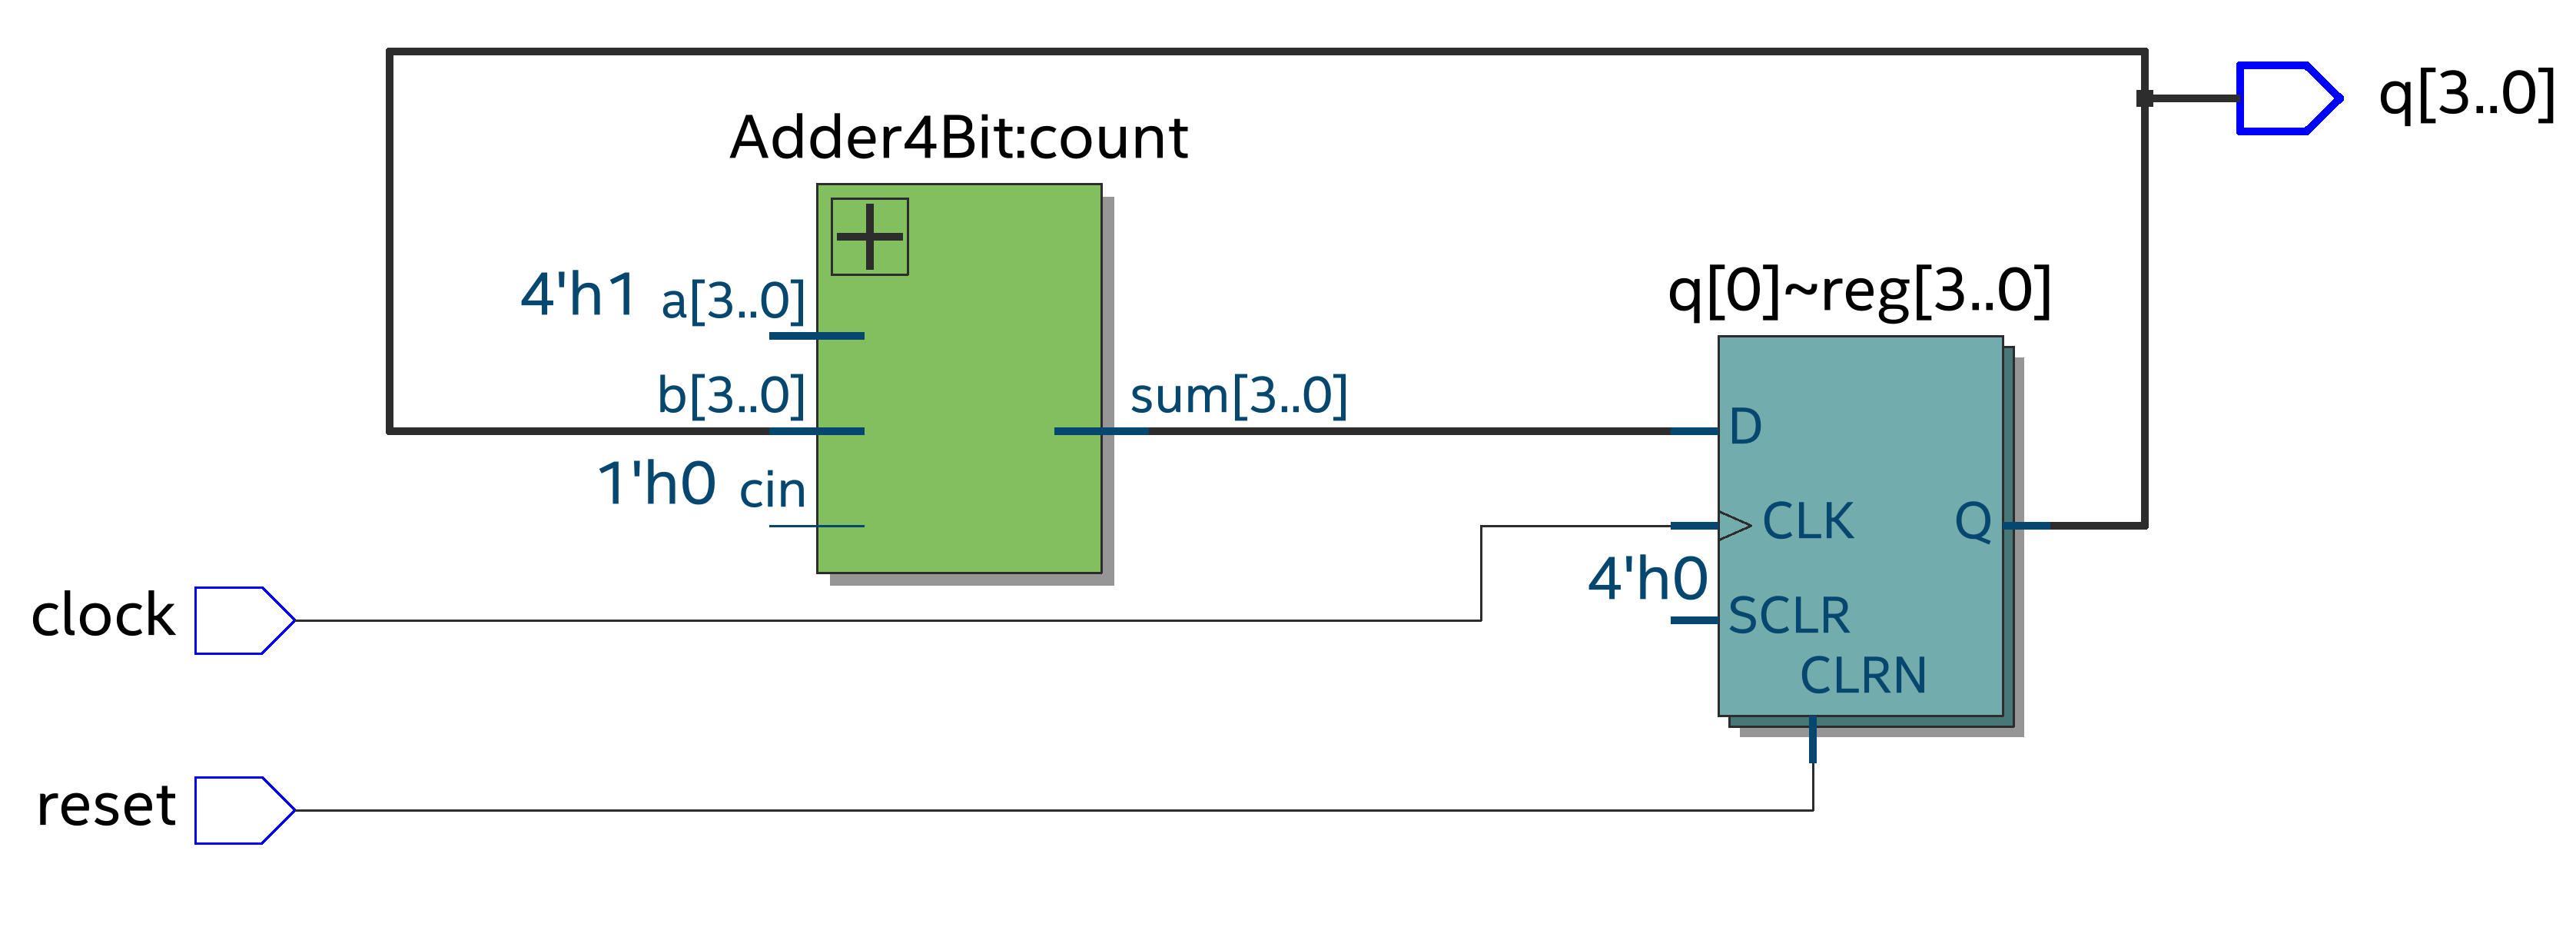 q[3..0]
Adder4Bit:count
4'h1 a[3..0]
b[3..0]
sum[3..0]
1'h0 cin
q[0]~reg[3..0]
D
CLK
Q
4'h0
SCLR
CLRN
clock
reset